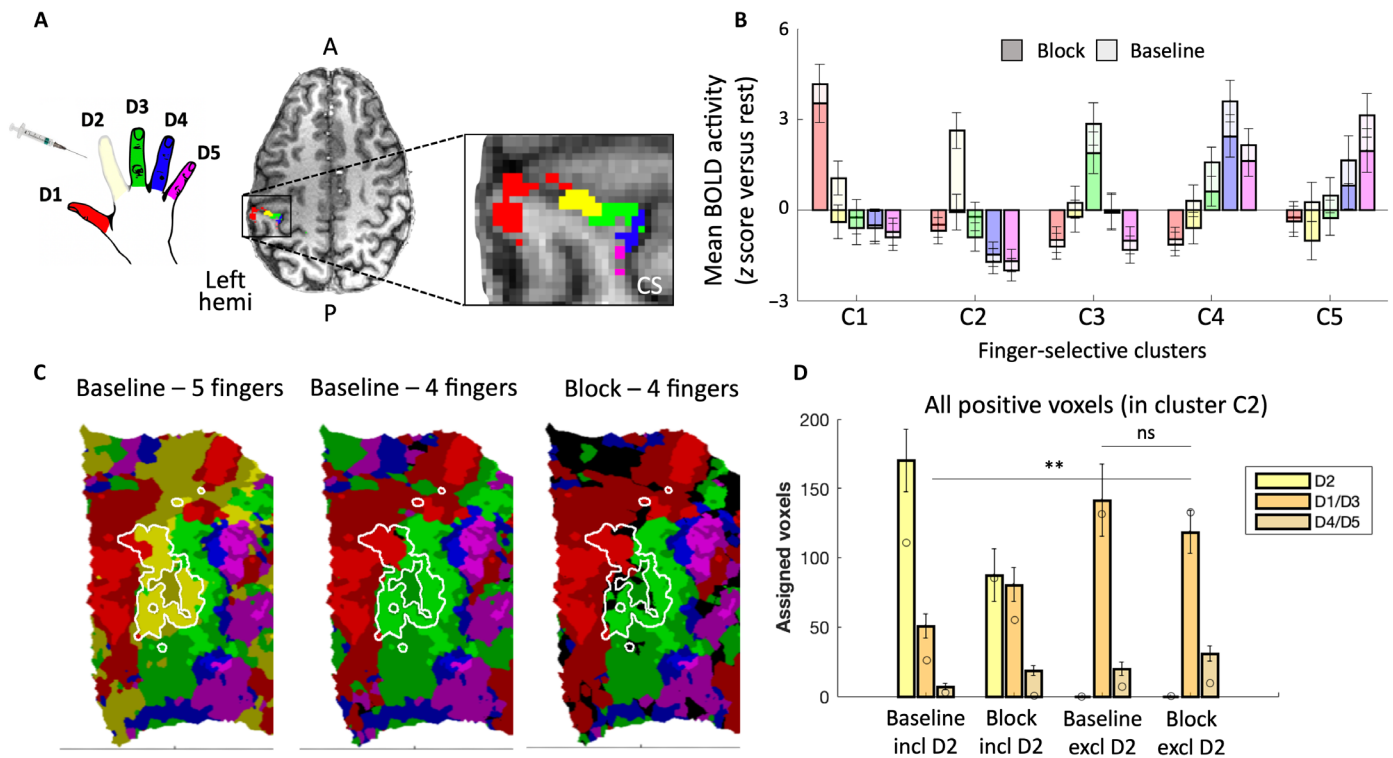 A
A
D1
D2
D3
D4
D5
Left
hemi
P
CS
B
6
3
0
−3
Mean BOLD activity
(z score versus rest)
Block
Baseline
C1
C2
C3
C4
C5
Finger-selective clusters
C
Baseline – 5 fingers
Baseline – 4 fingers
Block – 4 fingers
D
All positive voxels (in cluster C2)
200
150
100
50
0
Assigned voxels
ns
**
D2
D1/D3
D4/D5
Baseline
incl D2
Block
incl D2
Baseline
excl D2
Block
excl D2